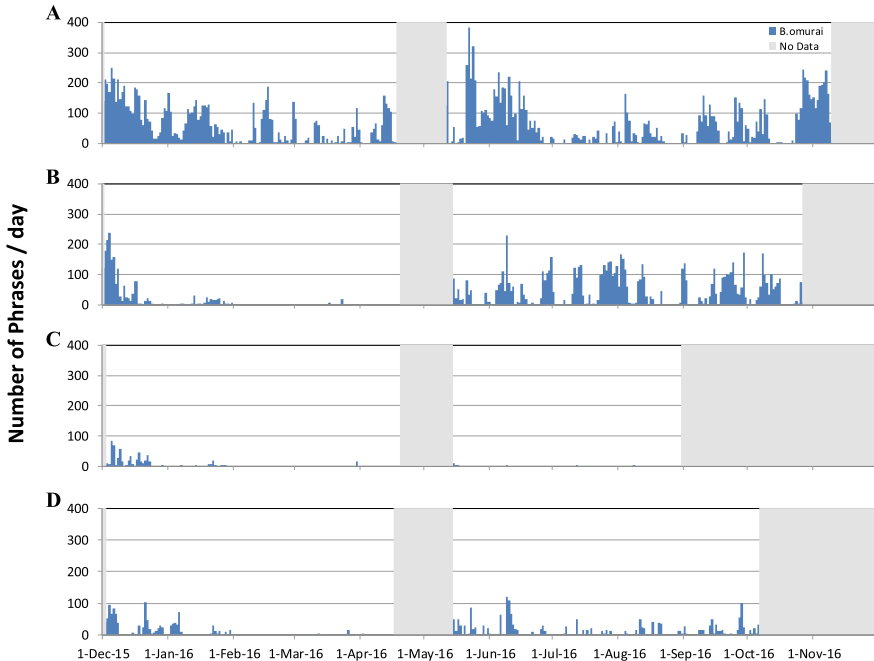 A
400
300
200
100
0
B.omurai
No Data
B
400
300
200
100
0
Number of Phrases / day
C
400
300
200
100
0
D
400
300
200
100
0
1-Dec-15 1-Jan-16 1-Feb-16 1-Mar-16 1-Apr-16 1-May-16 1-Jun-16 1-Jul-16 1-Aug-16 1-Sep-16 1-Oct-16 1-Nov-16